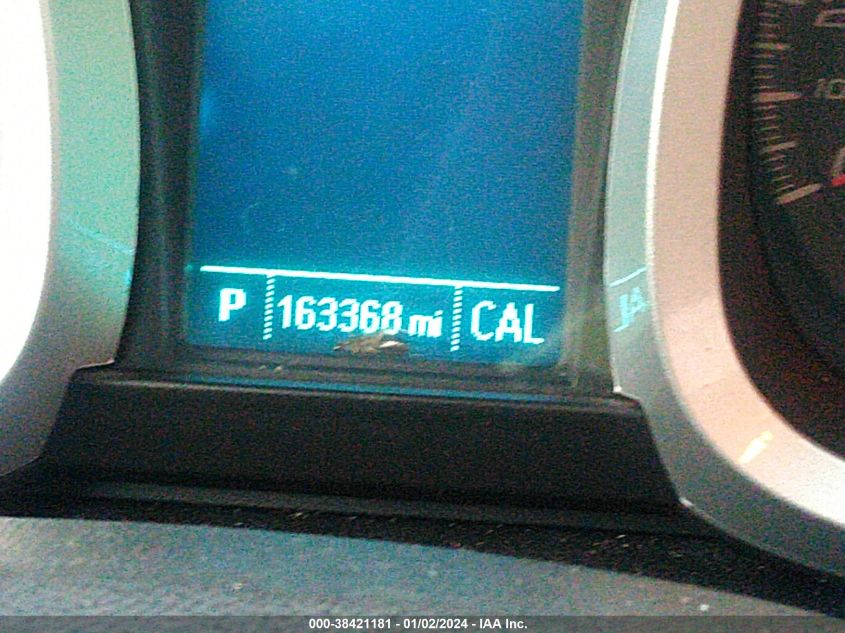 P 163368 mi CAL
000-38421181 - 01/02/2024 - IAA Inc.